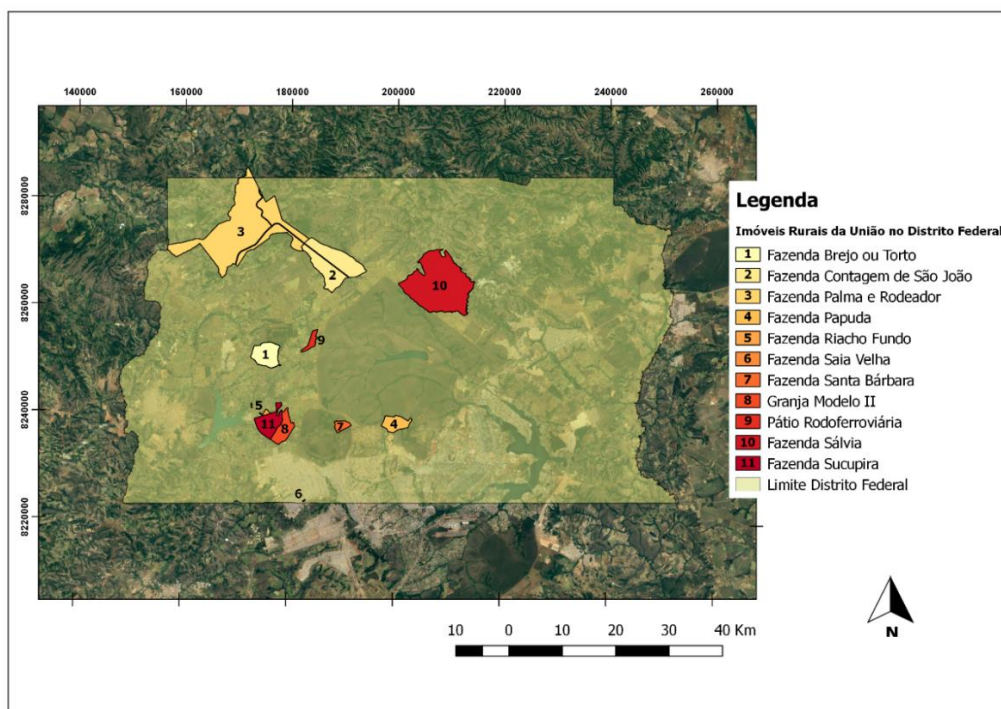 140000 160000 180000 200000 220000 240000 260000
8280000
8260000
8240000
8220000
3
2
10
9
1
5
11
8
7
4
6
Legenda
Imóveis Rurais da União no Distrito Federal
1 Fazenda Brejo ou Torto
2 Fazenda Contagem de São João
3 Fazenda Palma e Rodeador
4 Fazenda Papuda
5 Fazenda Riacho Fundo
6 Fazenda Saia Velha
7 Fazenda Santa Bárbara
8 Granja Modelo II
9 Pátio Rodoferroviária
10 Fazenda Sálvia
11 Fazenda Sucupira
Limite Distrito Federal
N
10 0 10 20 30 40 Km